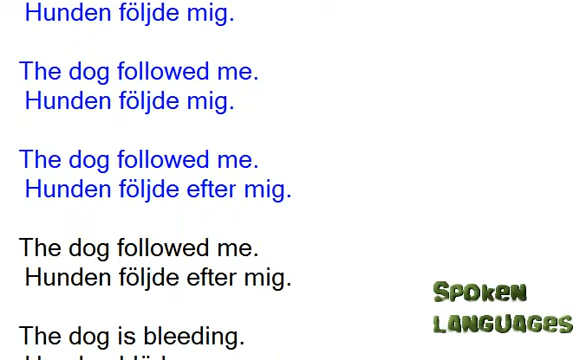 Hunden följde mig.
The dog followed me.
Hunden följde mig.
The dog followed me.
Hunden följde efter mig.
The dog followed me.
Hunden följde efter mig.
The dog is bleeding.
SPOKEN
LANGUAGES